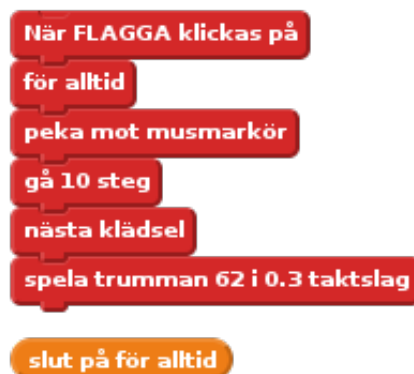 När FLAGGA klickas på
för alltid
peka mot musmarkör
gå 10 steg
nästa klädsel
spela trumman 62 i 0.3 taktslag
slut på för alltid